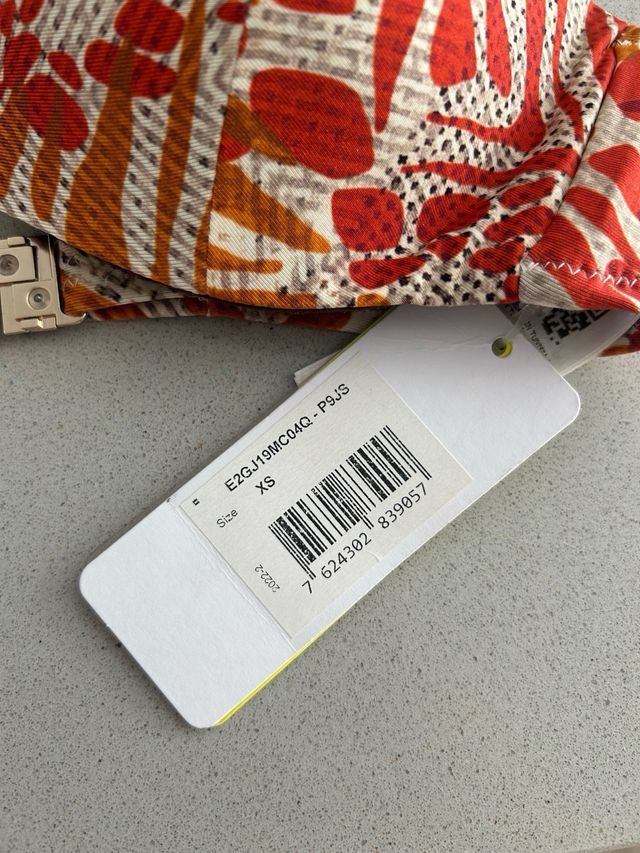 E2GJ19MC04Q - P9JS
Size XS
2022-2
7 624302 839057